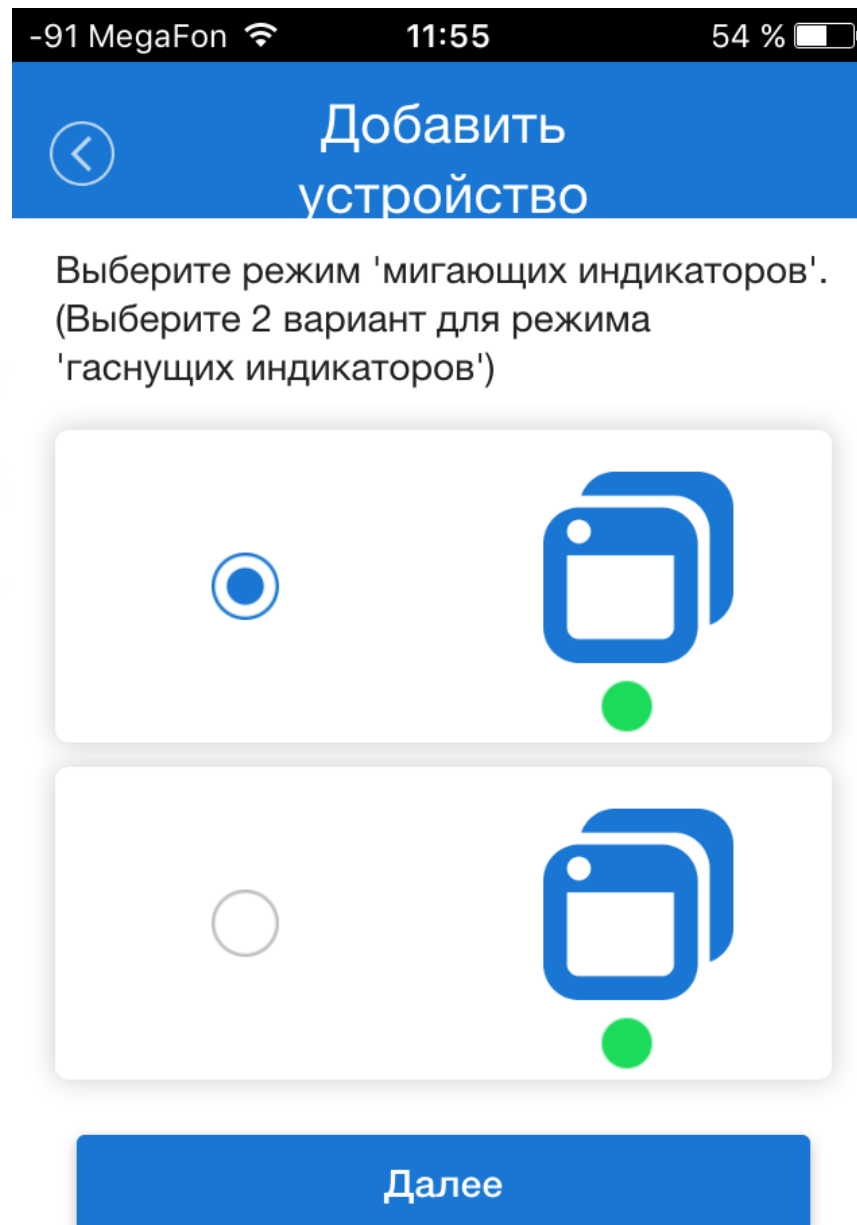 -91 MegaFon 11:55 54 %
Добавить
устройство
Выберите режим 'мигающих индикаторов'.
(Выберите 2 вариант для режима
'гаснущих индикаторов')
Далее